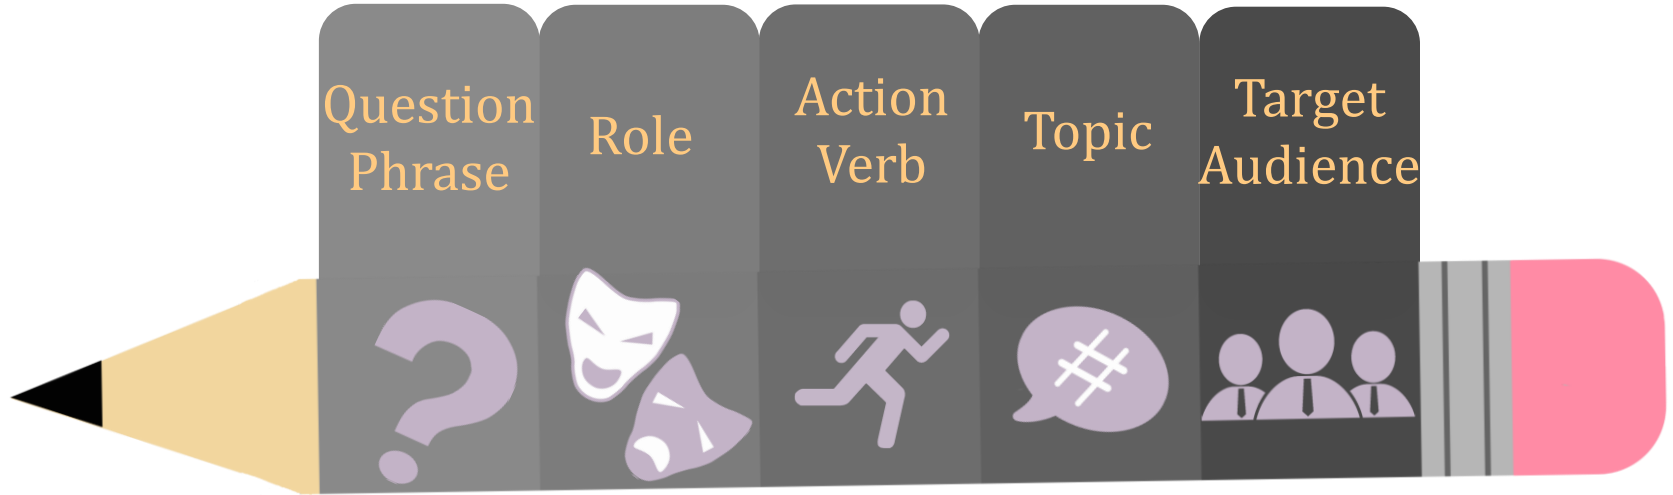 Question
Phrase
Role
Action
Verb
Topic
Target
Audience
#